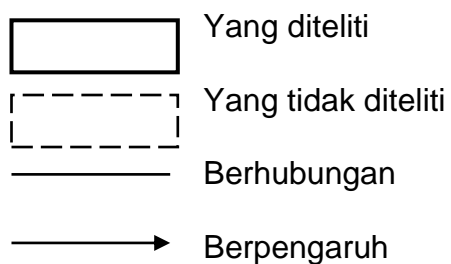 Yang diteliti
Yang tidak diteliti
Berhubungan
Berpengaruh